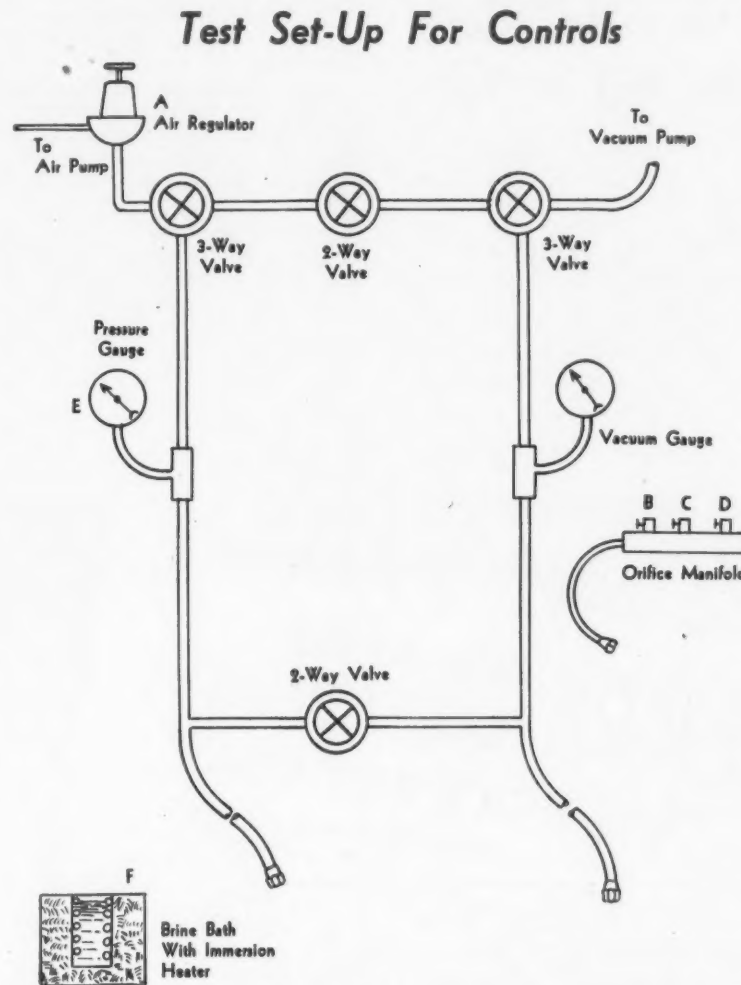 Test Set-Up For Controls
A
Air Regulator
To
Air Pump
To
Vacuum Pump
3-Way
Valve
2-Way
Valve
3-Way
Valve
Pressure
Gauge
E
Vacuum Gauge
B C D
Orifice Manifold
2-Way Valve
F
Brine Bath
With Immersion
Heater